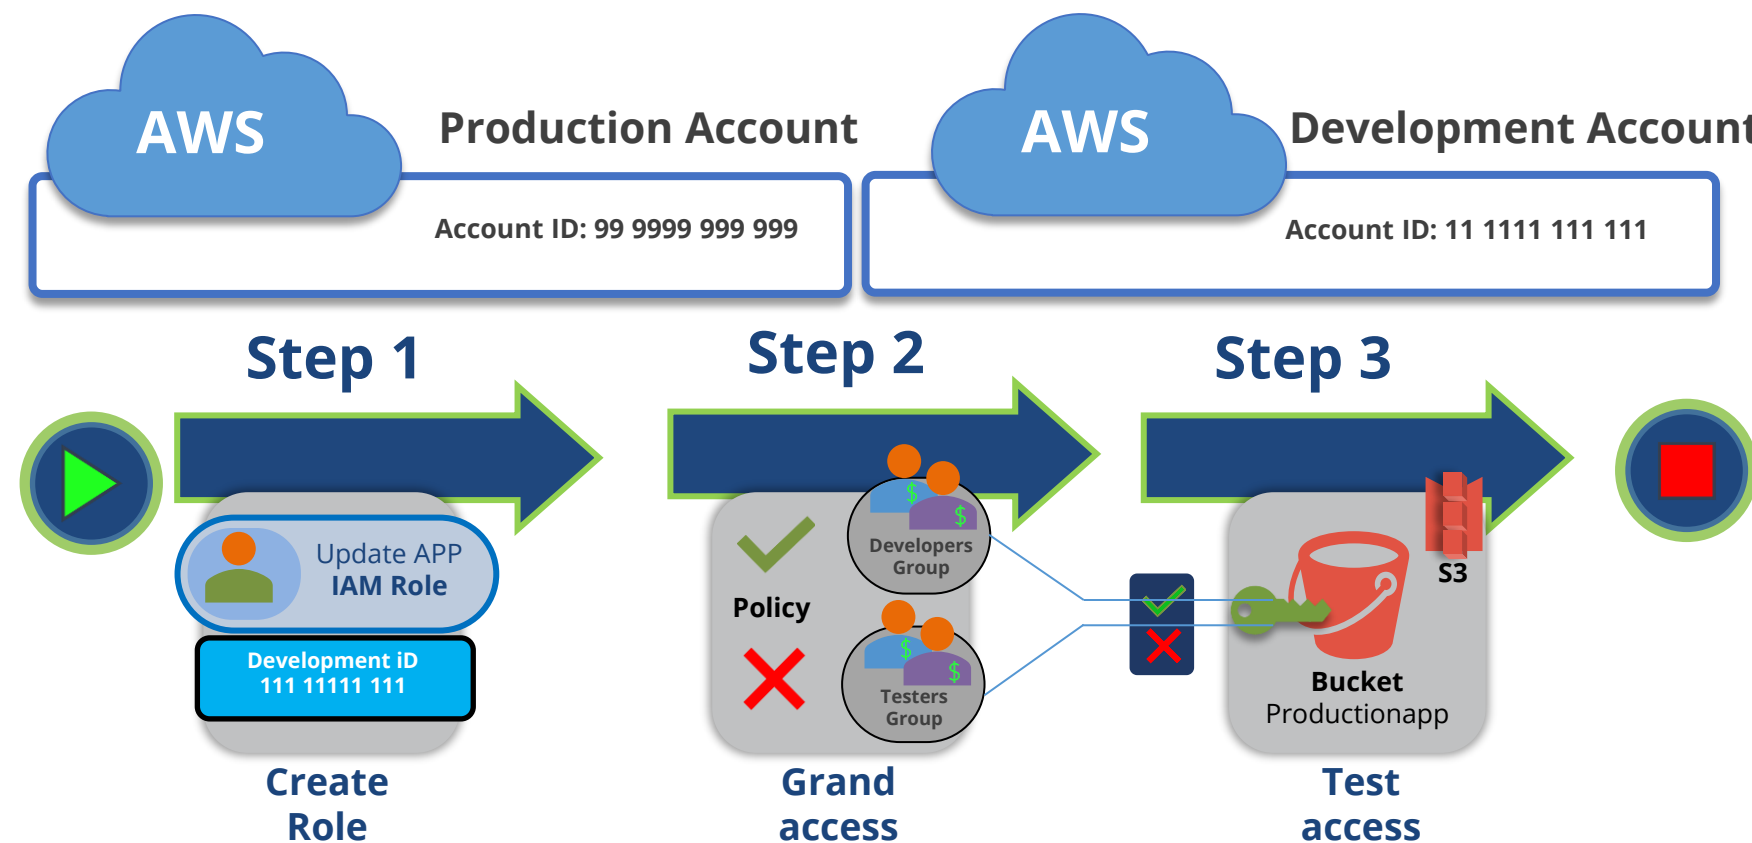 AWS
Production Account
Account ID: 99 9999 999 999
AWS
Development Account
Account ID: 11 1111 111 111
Step 1
Step 2
Step 3
Update APP
IAM Role
Development iD
111 11111 111
Create
Role
Policy
$
$
Developers
Group
$
$
Testers
Group
Grand
access
S3
Bucket
Productionapp
Test
access